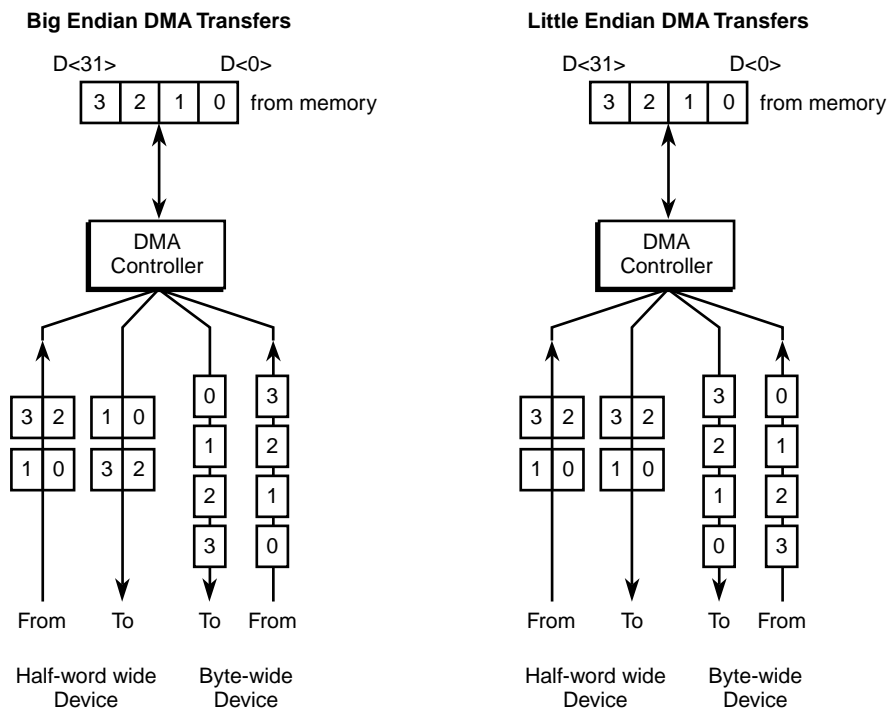 Big Endian DMA Transfers
D<31> D<0>
3 2 1 0 from memory
DMA
Controller
3 2
1 0
1 0
3 2
0
1
2
3
3
2
1
0
From To To From
Half-word wide
Device
Byte-wide
Device
Little Endian DMA Transfers
D<31> D<0>
3 2 1 0 from memory
DMA
Controller
3 2
1 0
3 2
1 0
3
2
1
0
0
1
2
3
From To To From
Half-word wide
Device
Byte-wide
Device